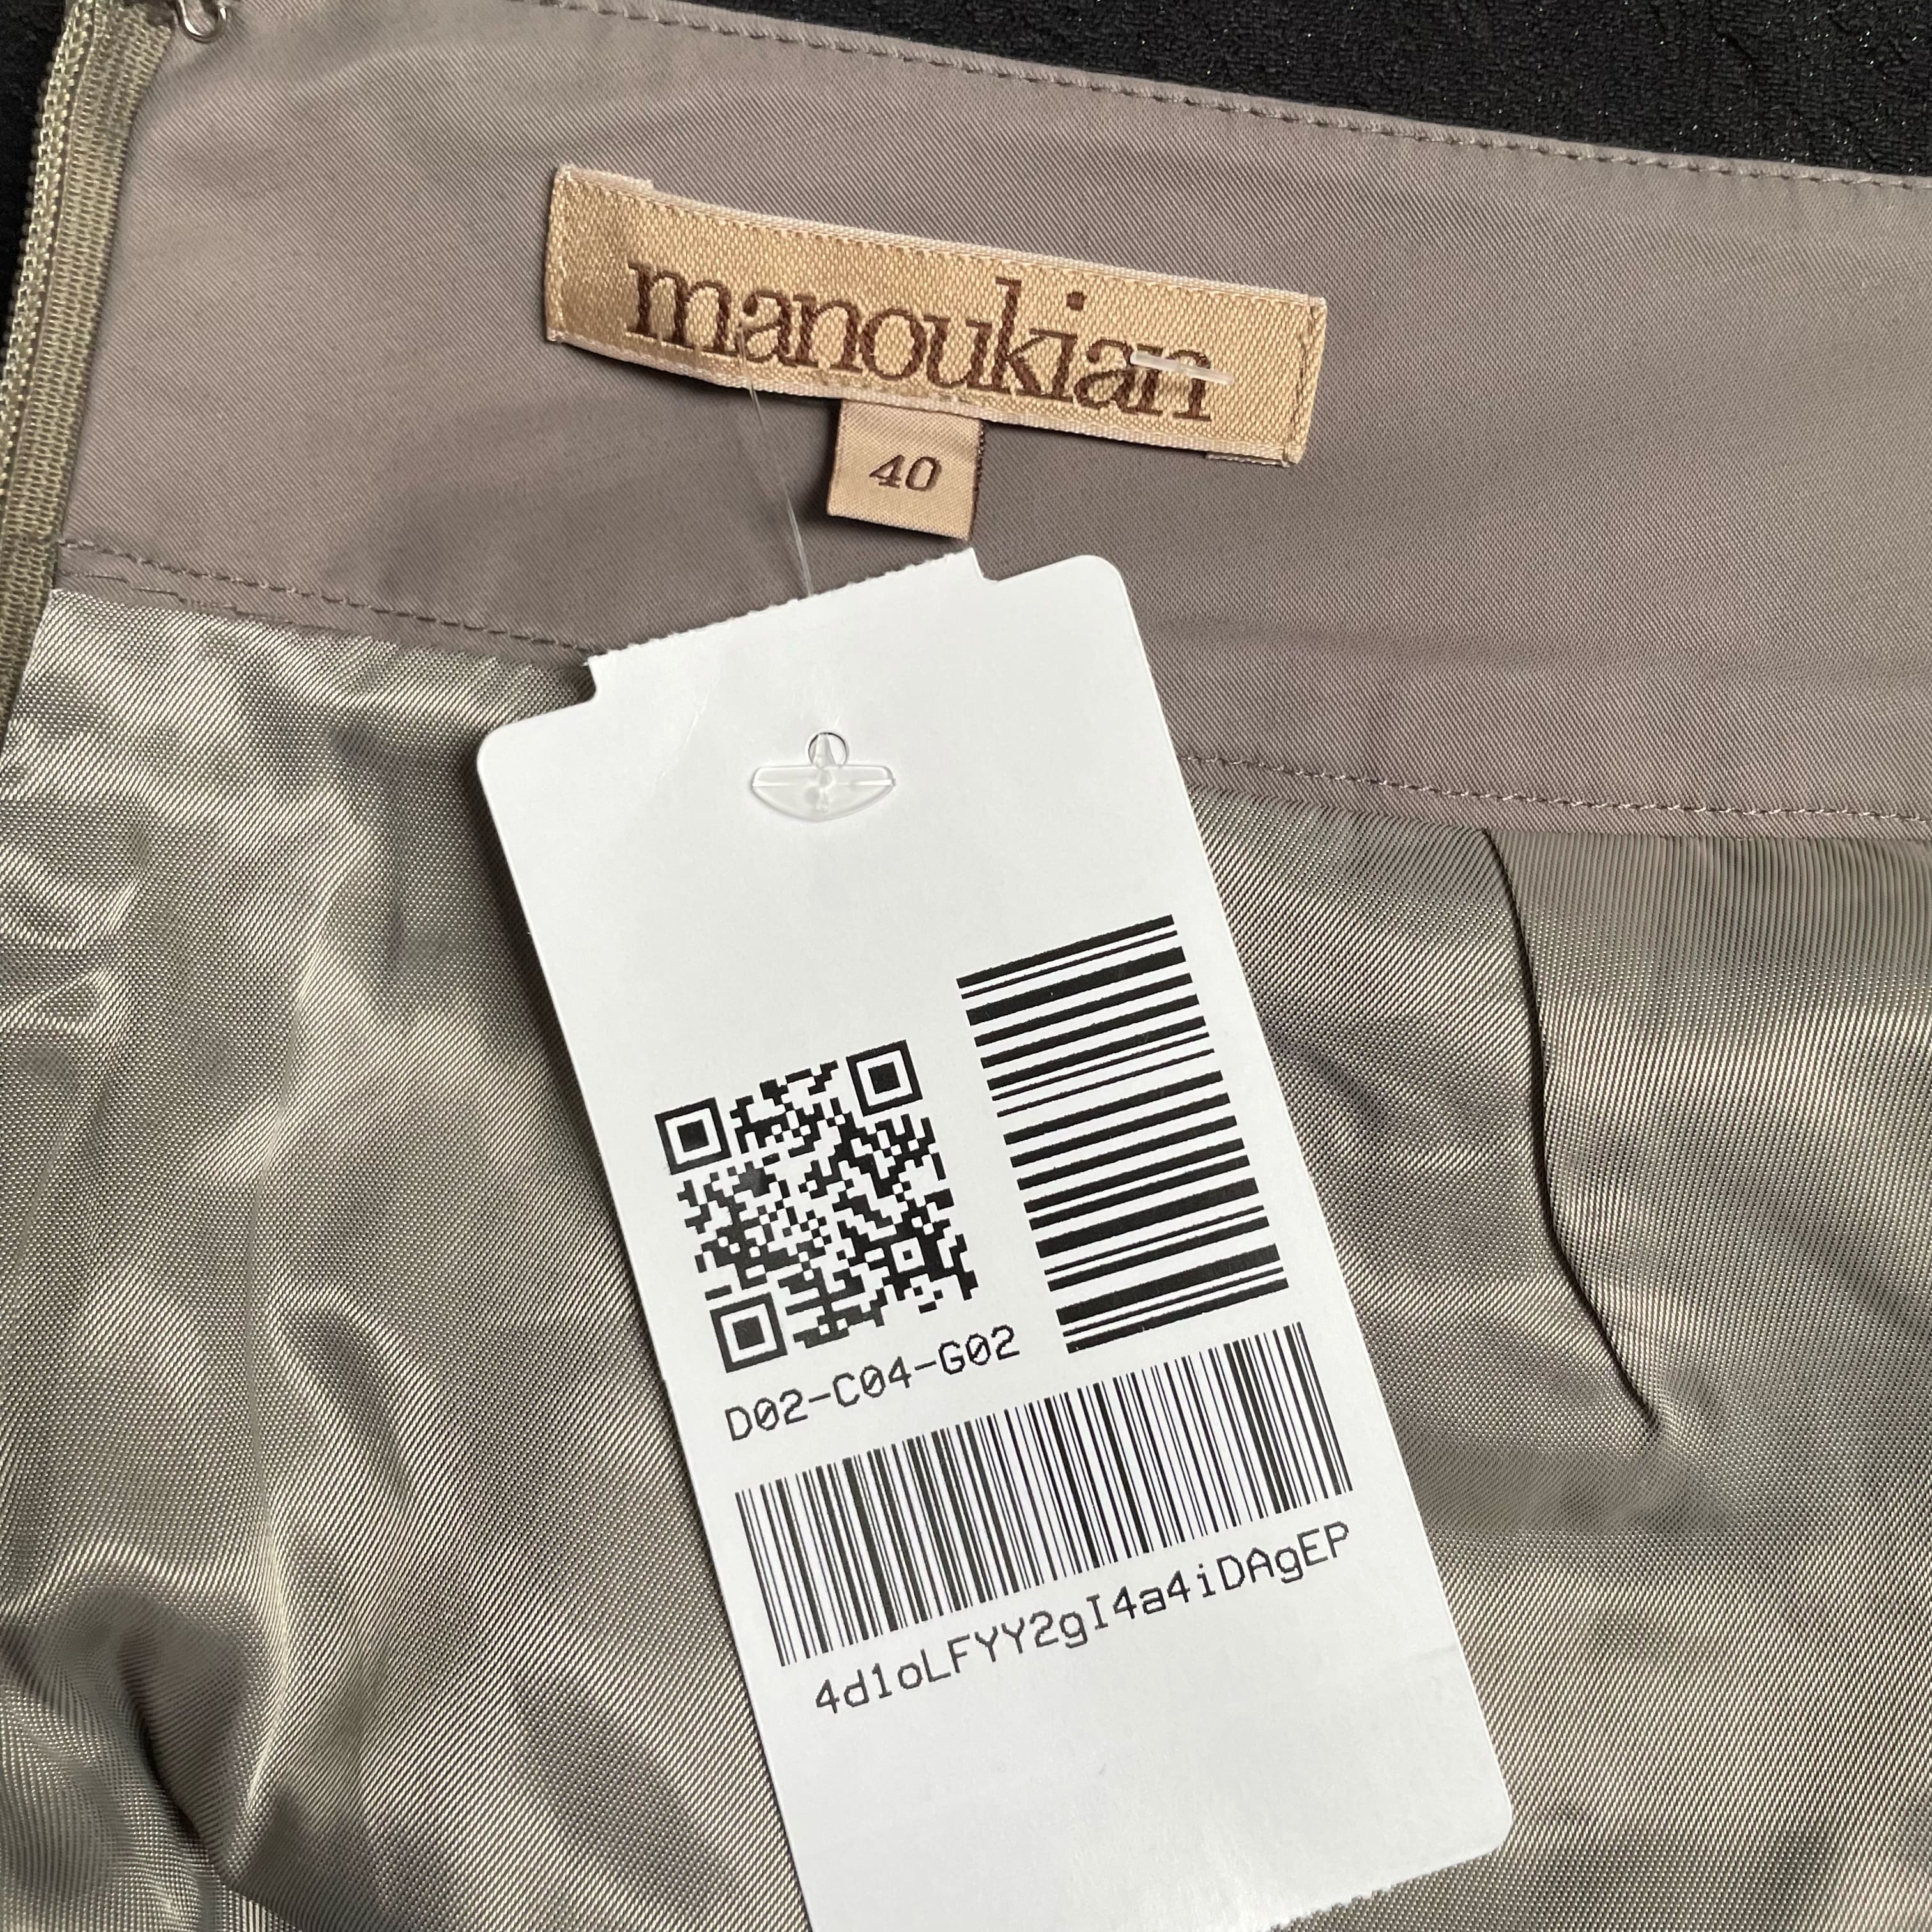 manoukian
40
D02-C04-G02
4d1oLFYY2gI4a4iDAgEP